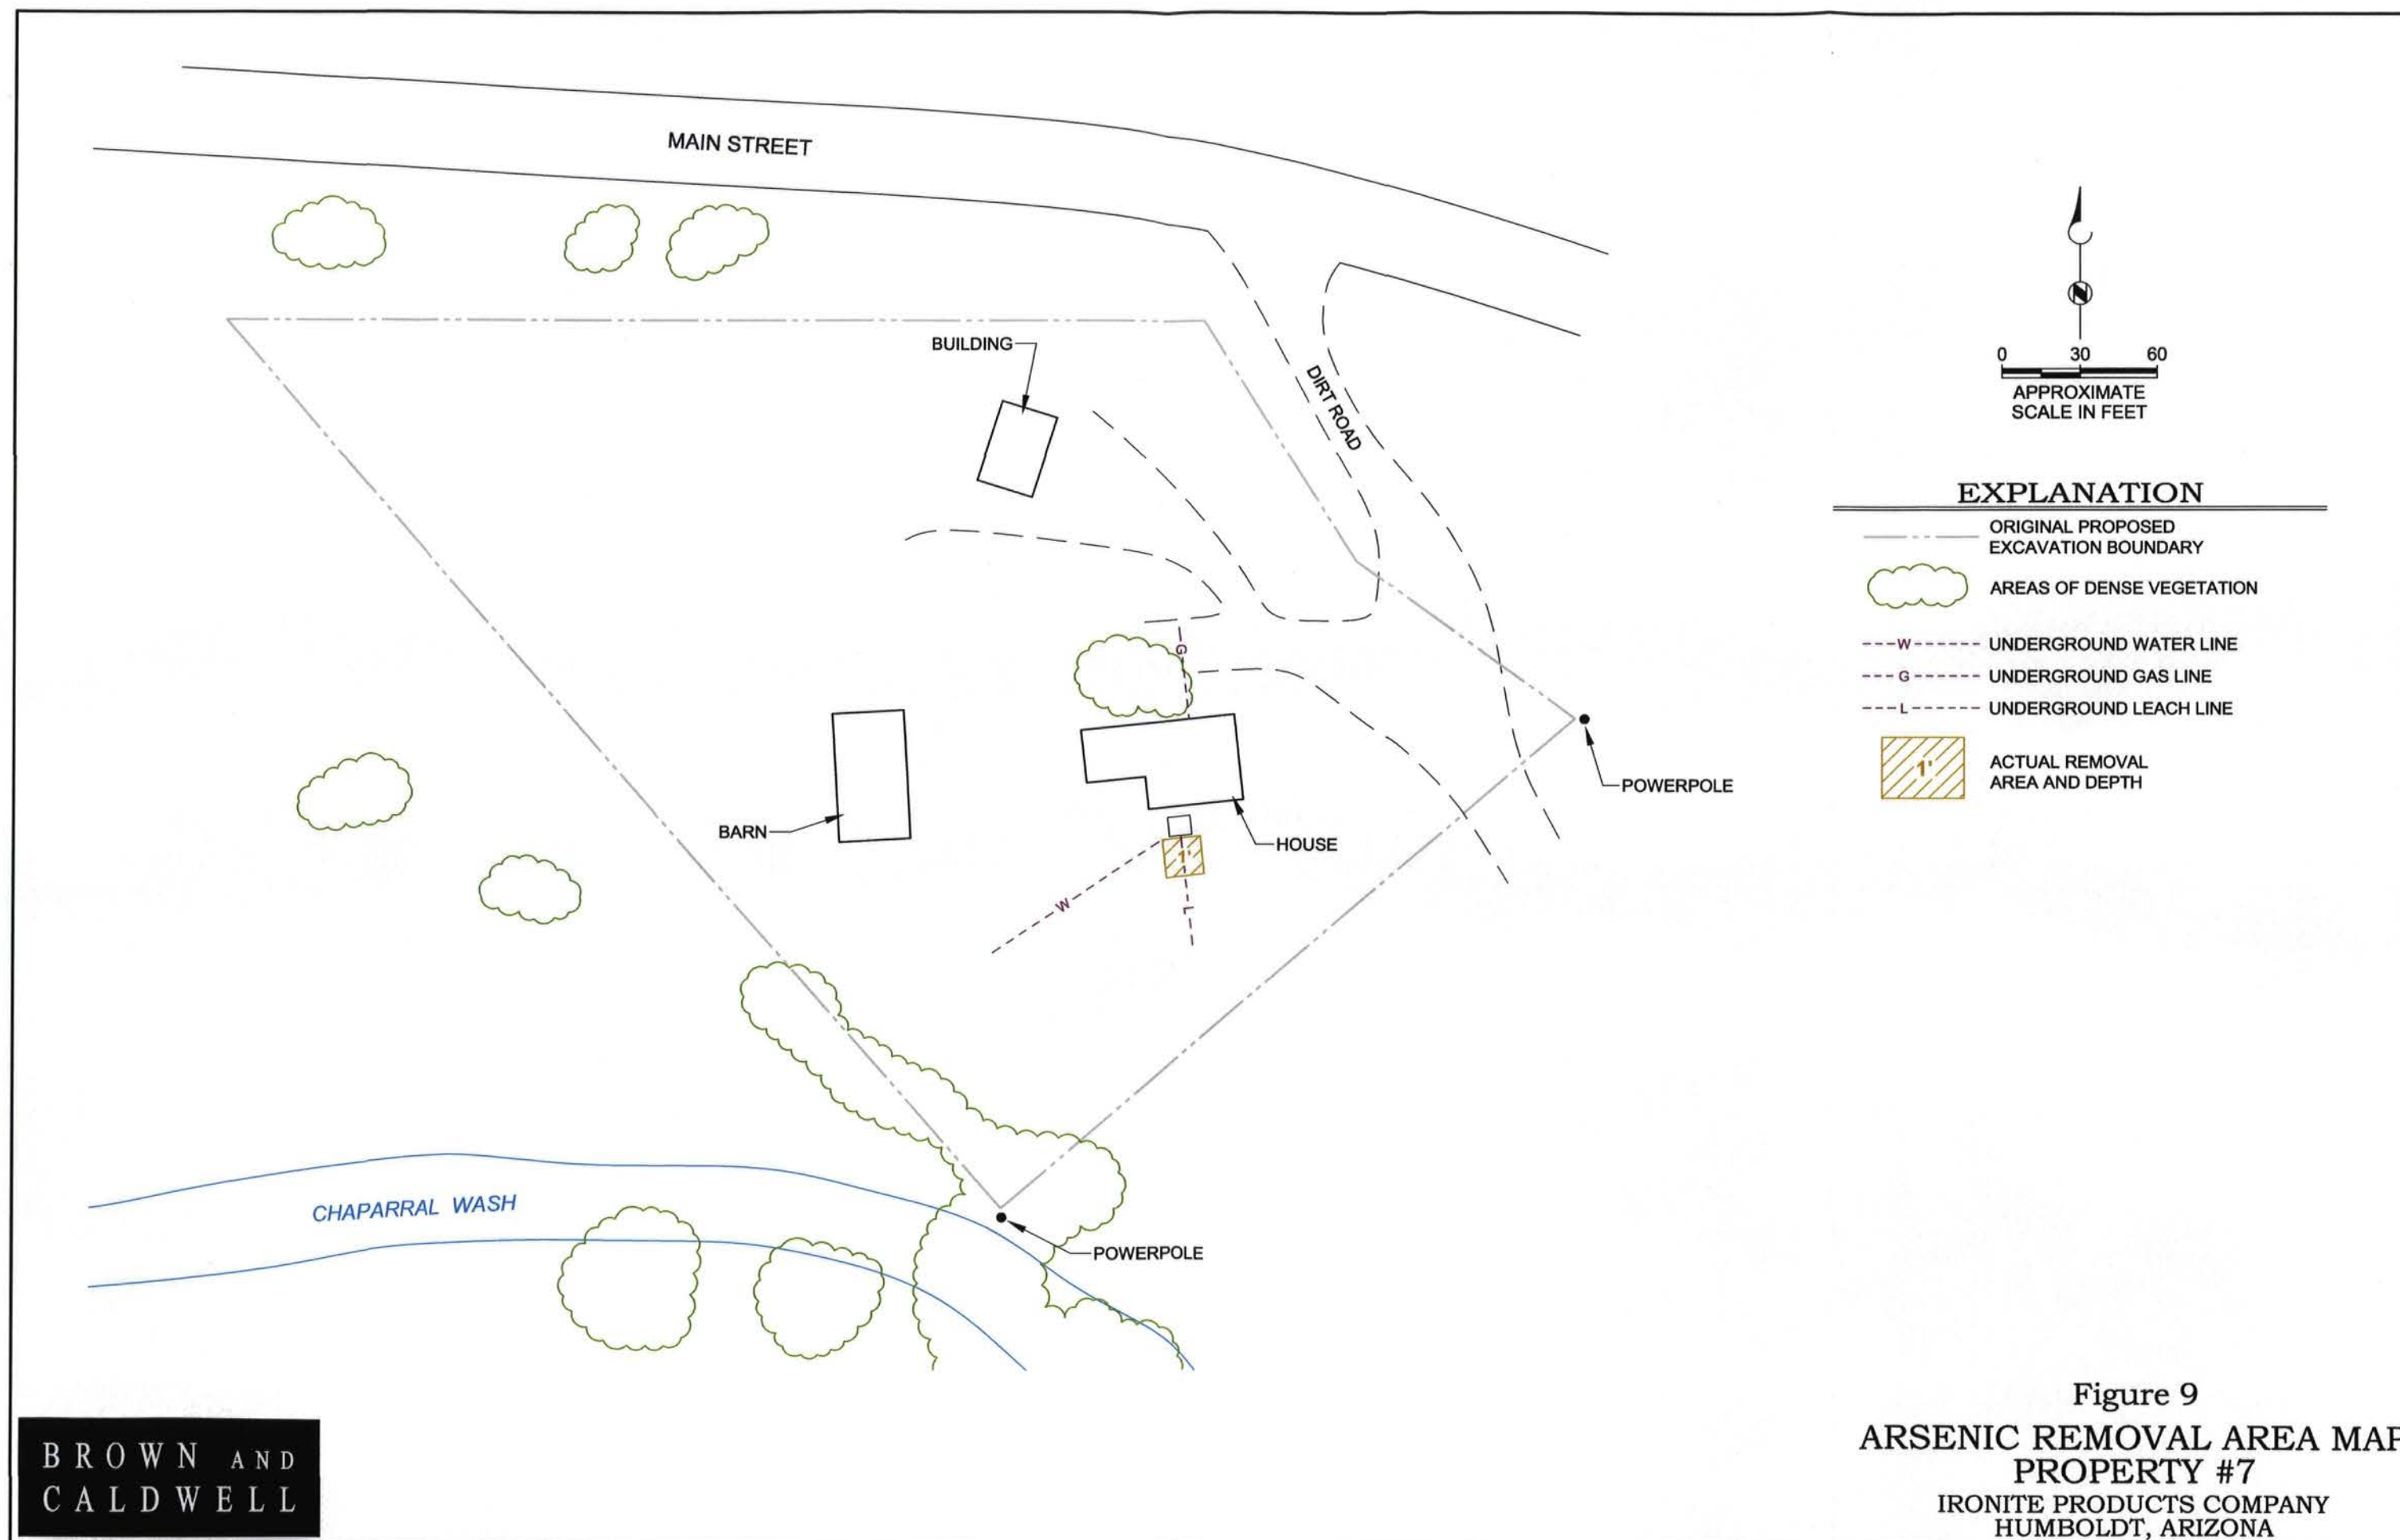 MAIN STREET
BUILDING
DIRT ROAD
G
POWERPOLE
BARN
HOUSE
1'
W
L
CHAPARRAL WASH
POWERPOLE
N
0 30 60
APPROXIMATE
SCALE IN FEET
EXPLANATION
ORIGINAL PROPOSED
EXCAVATION BOUNDARY
AREAS OF DENSE VEGETATION
W UNDERGROUND WATER LINE
G UNDERGROUND GAS LINE
L UNDERGROUND LEACH LINE
1'
ACTUAL REMOVAL
AREA AND DEPTH
BROWN AND
CALDWELL
Figure 9
ARSENIC REMOVAL AREA MAP
PROPERTY #7
IRONITE PRODUCTS COMPANY
HUMBOLDT, ARIZONA